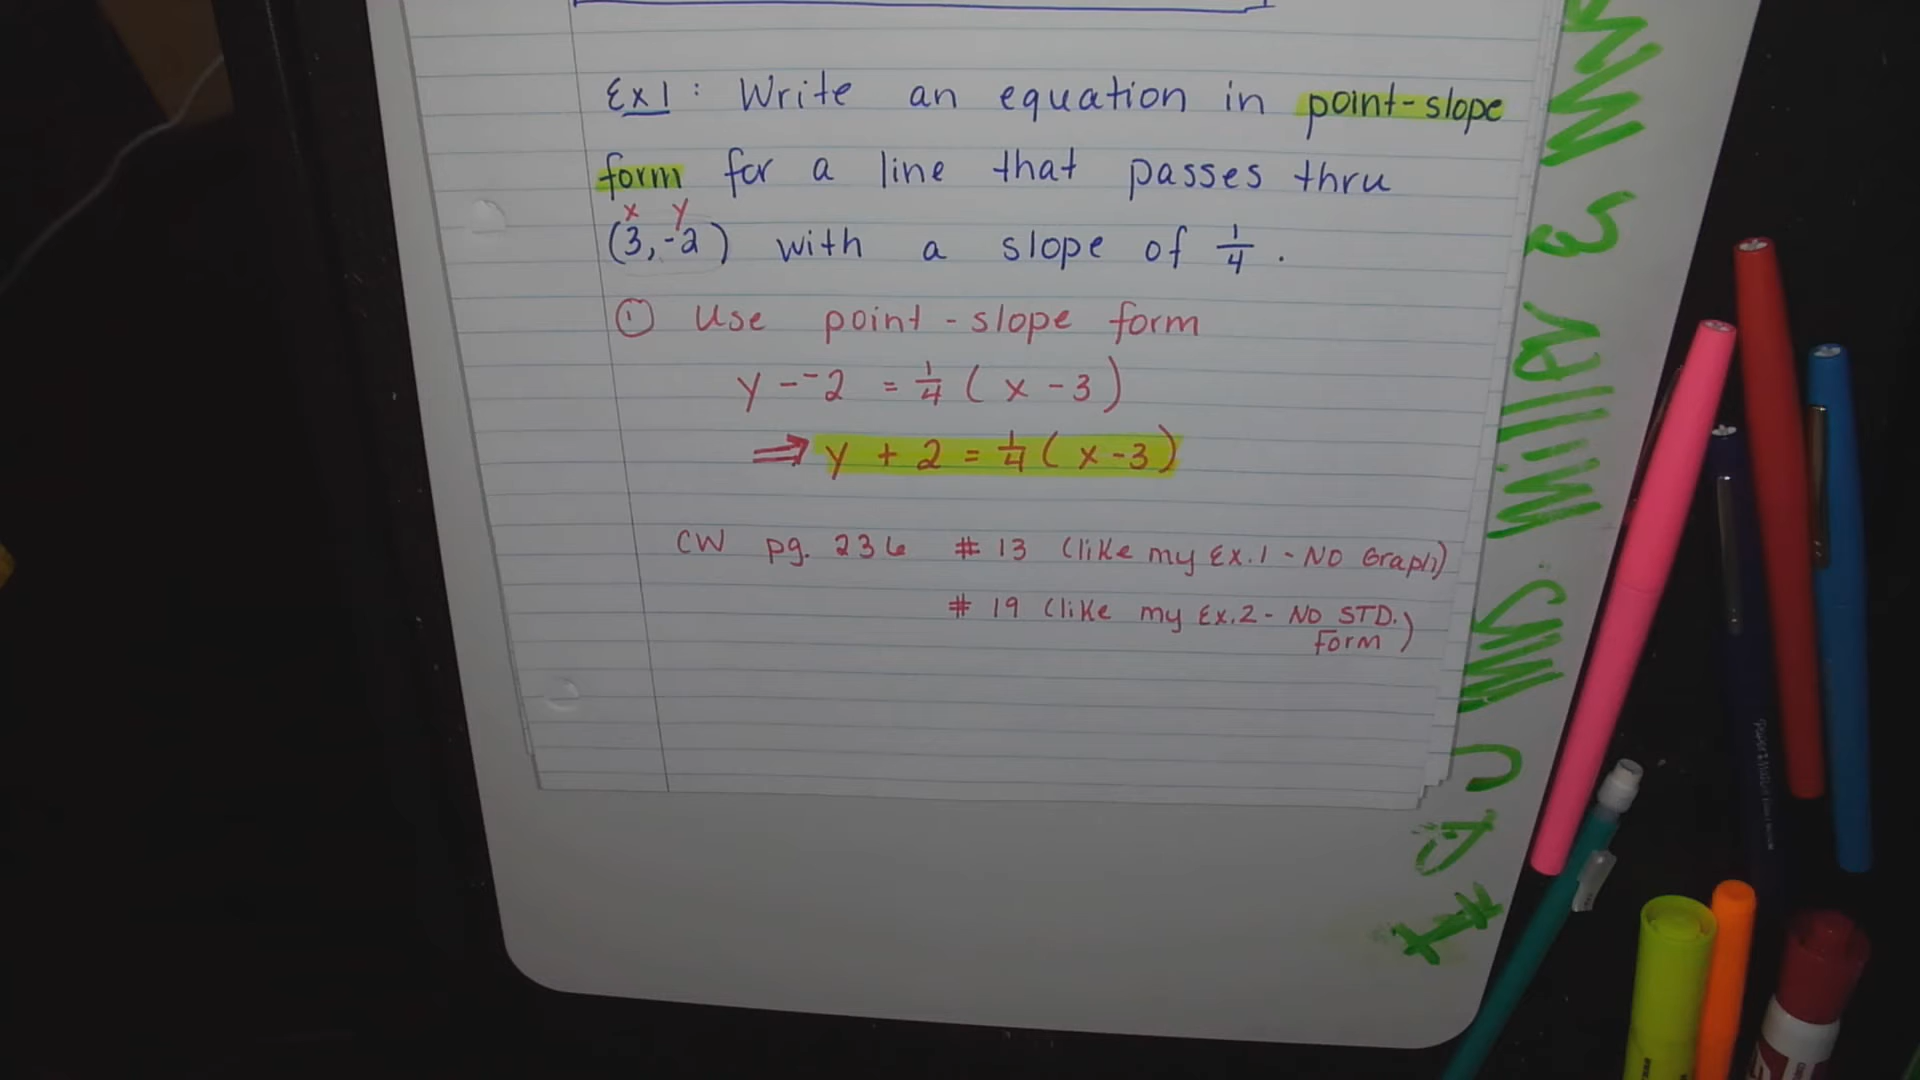 Ex 1 : Write an equation in point-slope
form for a line that passes thru
x y
(3, -2) with a slope of 1/4 .
① Use point - slope form
y - -2 = 1/4 ( x - 3 )
⇒ y + 2 = 1/4 ( x - 3 )
CW pg. 236 # 13 (like my Ex. 1 - NO Graph)
# 19 (like my Ex. 2 - NO STD.
Form )